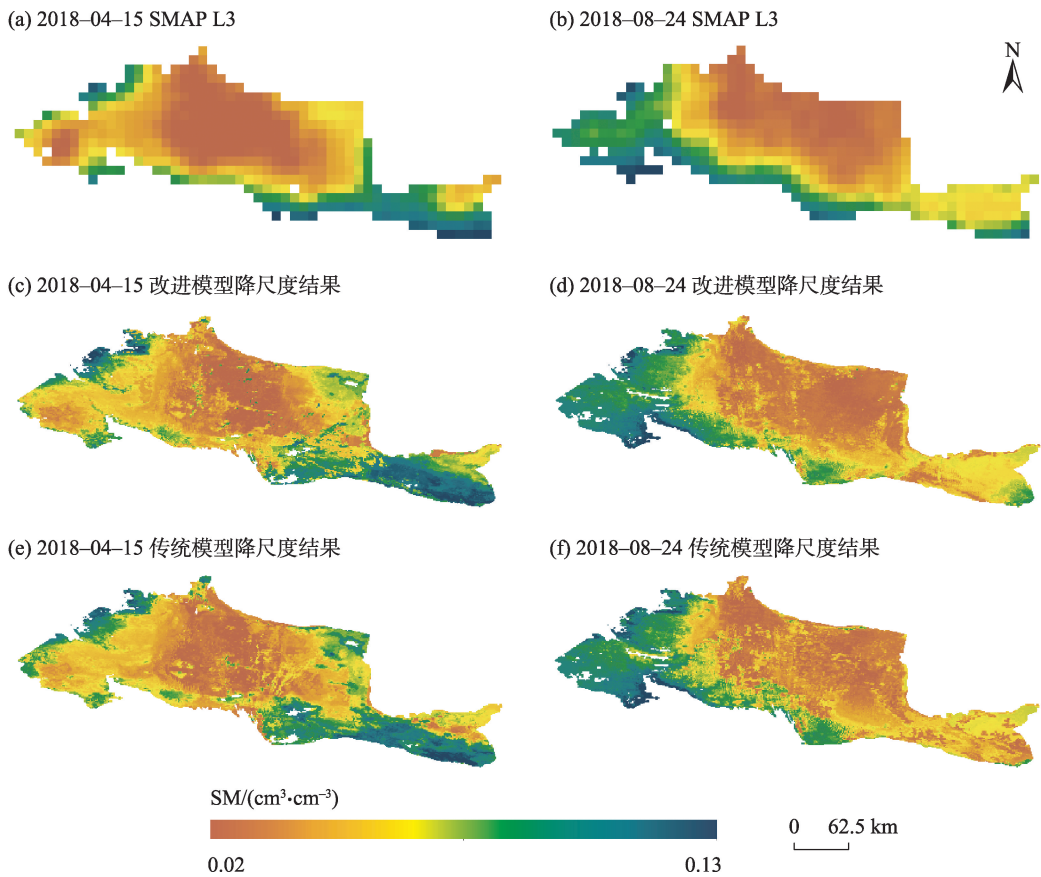 (a) 2018–04–15 SMAP L3
(b) 2018–08–24 SMAP L3
N
(c) 2018–04–15 改进模型降尺度结果
(d) 2018–08–24 改进模型降尺度结果
(e) 2018–04–15 传统模型降尺度结果
(f) 2018–08–24 传统模型降尺度结果
SM/(cm³·cm⁻³)
0 62.5 km
0.02 0.13